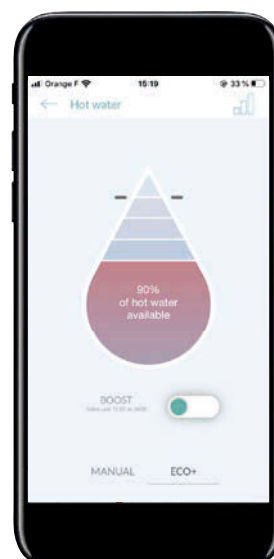 Orange F 15:19 33 %
Hot water
90%
of hot water
available
BOOST
MANUAL ECO+